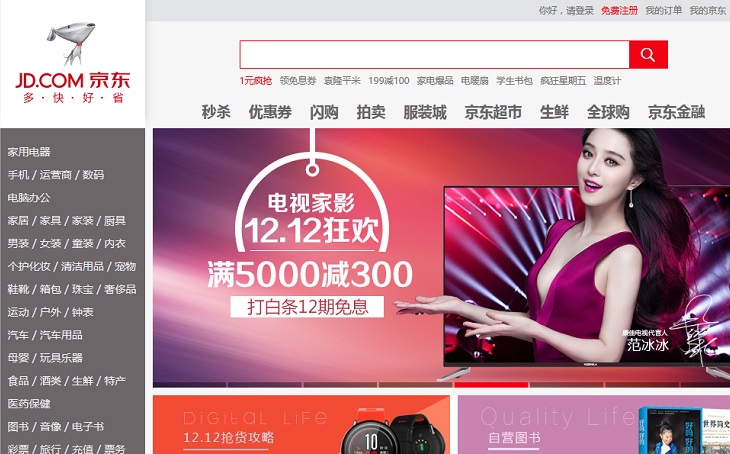 你好，请登录 免费注册 我的订单 我的京东
JD.COM 京东
多·快·好·省
1元疯抢 领免息券 袁隆平米 199减100 家电爆品 电暖扇 学生书包 疯狂星期五 温度计
秒杀 优惠券 闪购 拍卖 服装城 京东超市 生鲜 全球购 京东金融
家用电器
手机 / 运营商 / 数码
电脑办公
家居 / 家具 / 家装 / 厨具
男装 / 女装 / 童装 / 内衣
个护化妆 / 清洁用品 / 宠物
鞋靴 / 箱包 / 珠宝 / 奢侈品
运动 / 户外 / 钟表
汽车 / 汽车用品
母婴 / 玩具乐器
食品 / 酒类 / 生鲜 / 特产
医药保健
图书 / 音像 / 电子书
彩票 / 旅行 / 充值 / 票务
电视家影
12.12狂欢
满5000减300
打白条12期免息
康佳电视代言人
范冰冰
KONKA
DIGITAL LIFE
12.12抢货攻略
10
Quality Life
自营图书
世界简史